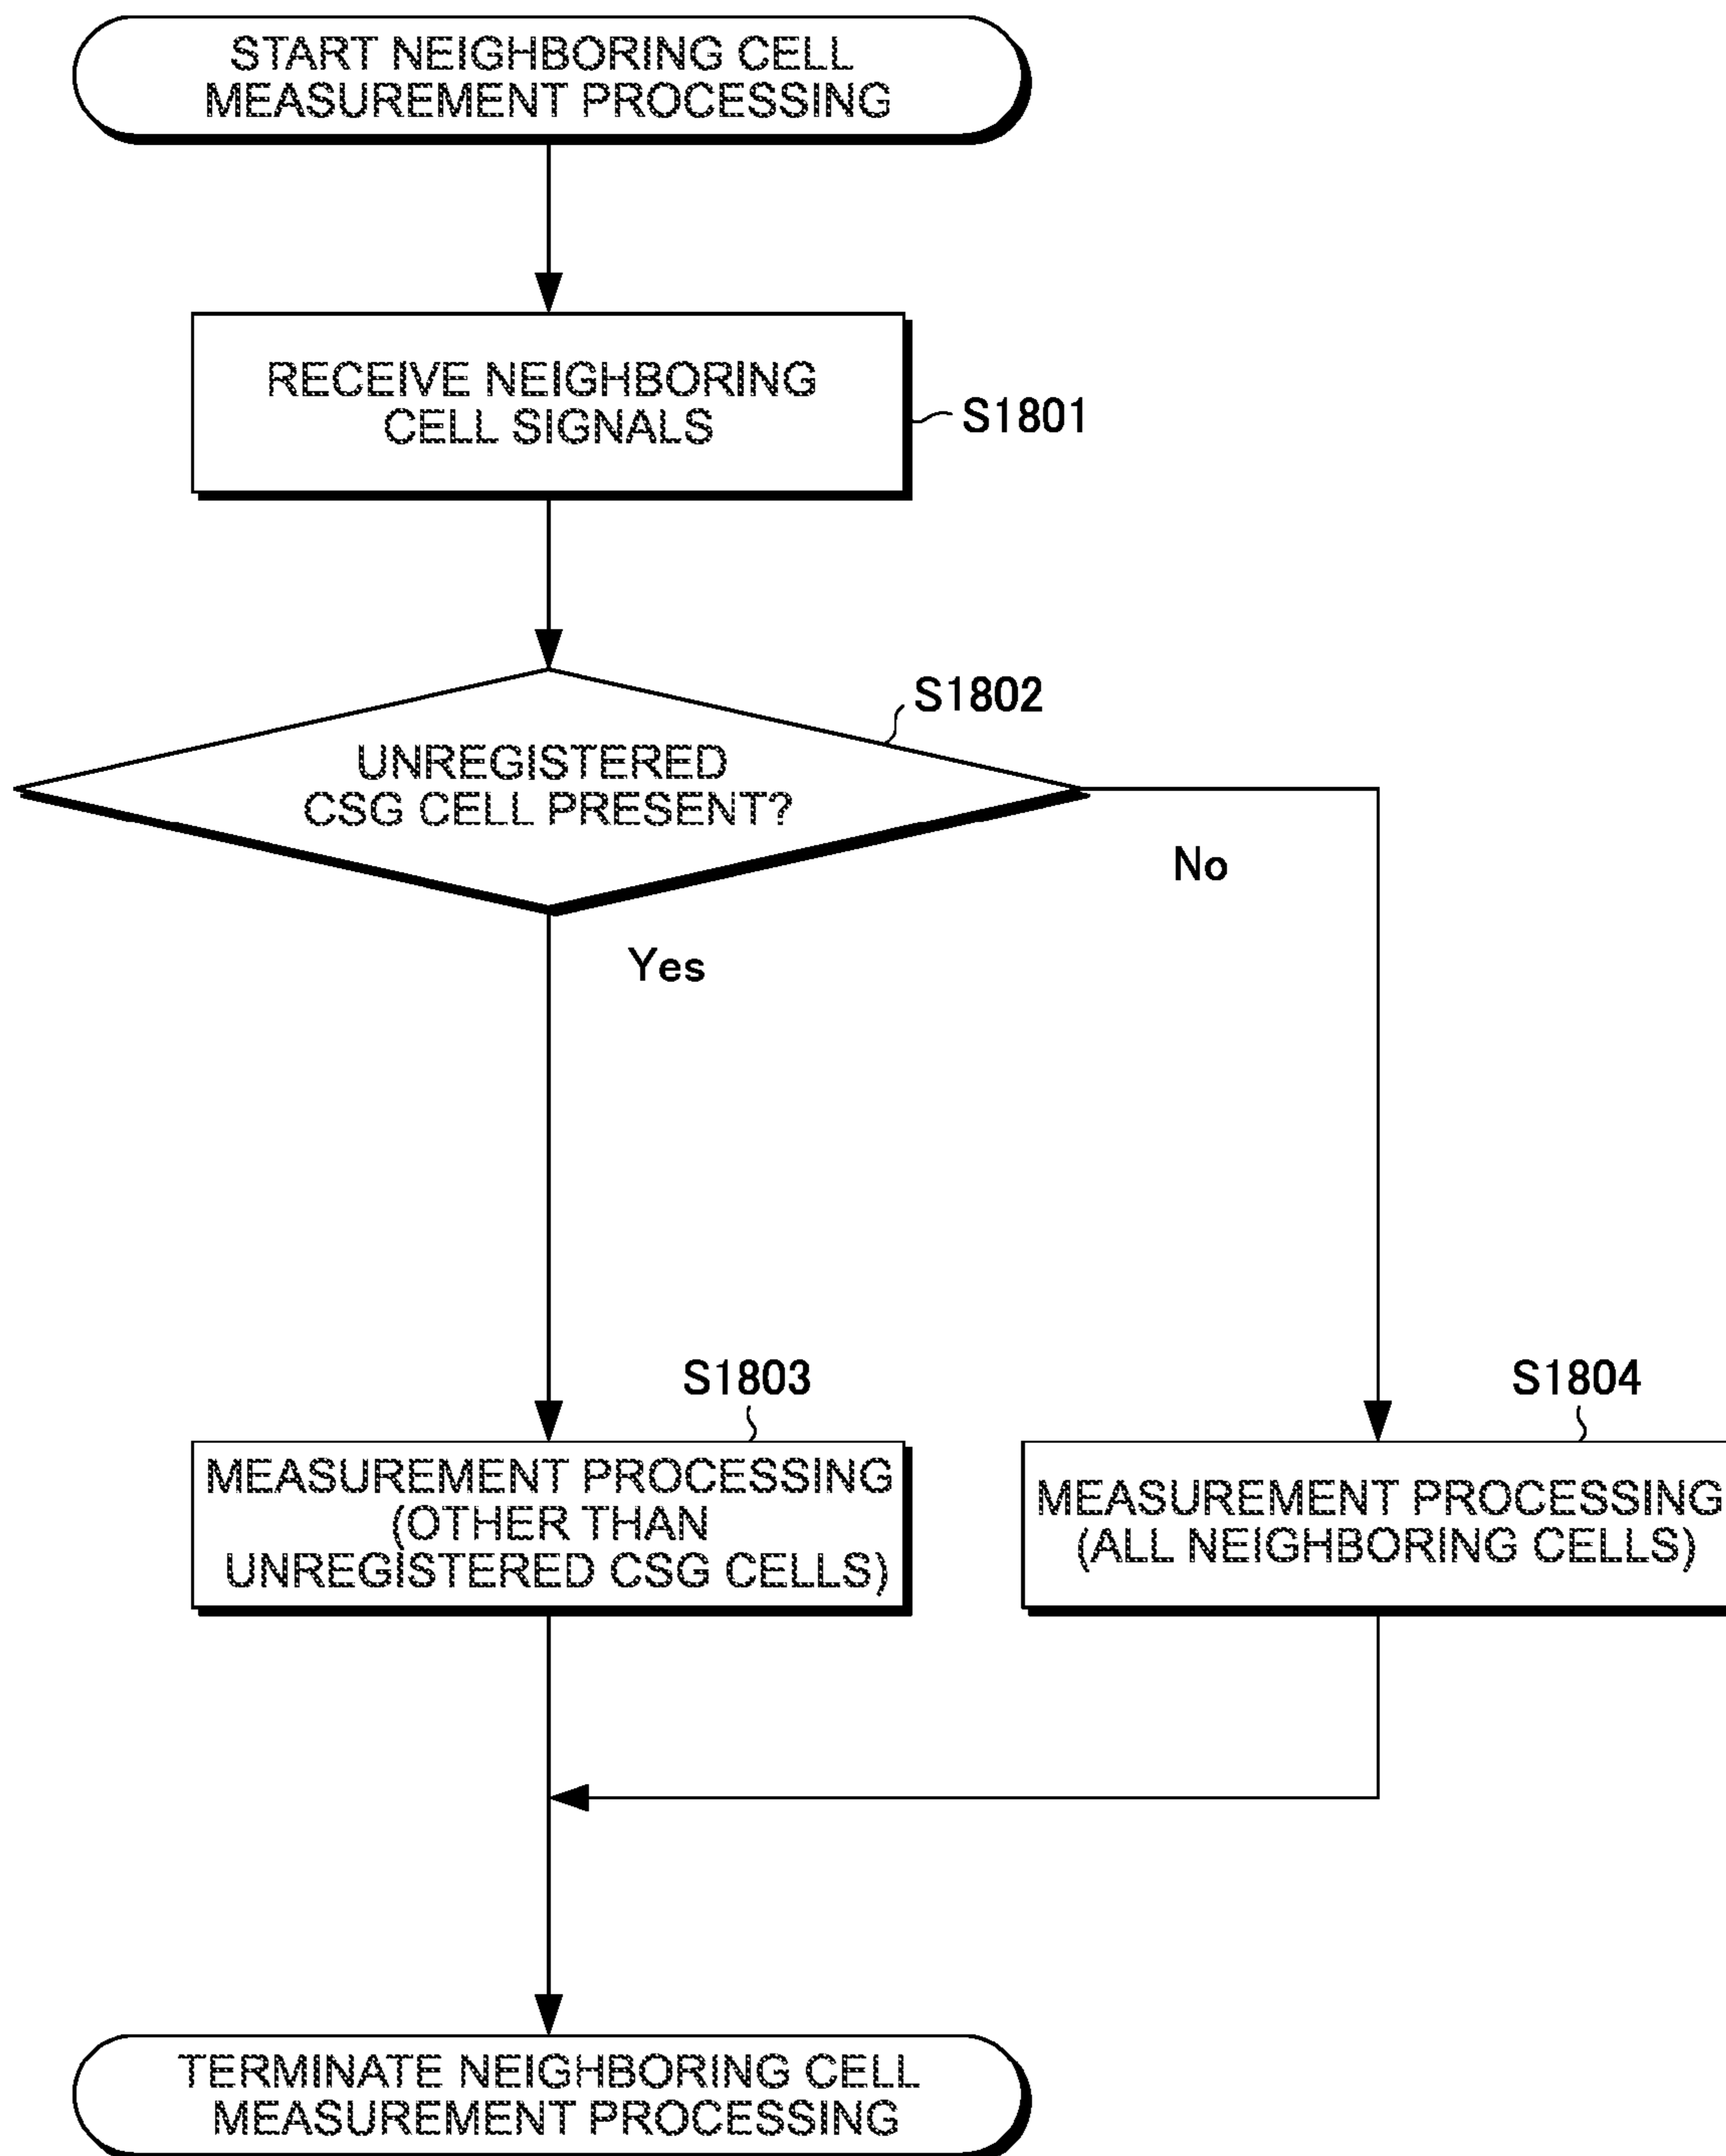 START NEIGHBORING CELL
MEASUREMENT PROCESSING
RECEIVE NEIGHBORING
CELL SIGNALS
S1801
S1802
UNREGISTERED
CSG CELL PRESENT?
No
Yes
S1803
S1804
MEASUREMENT PROCESSING
(OTHER THAN
UNREGISTERED CSG CELLS)
MEASUREMENT PROCESSING
(ALL NEIGHBORING CELLS)
TERMINATE NEIGHBORING CELL
MEASUREMENT PROCESSING